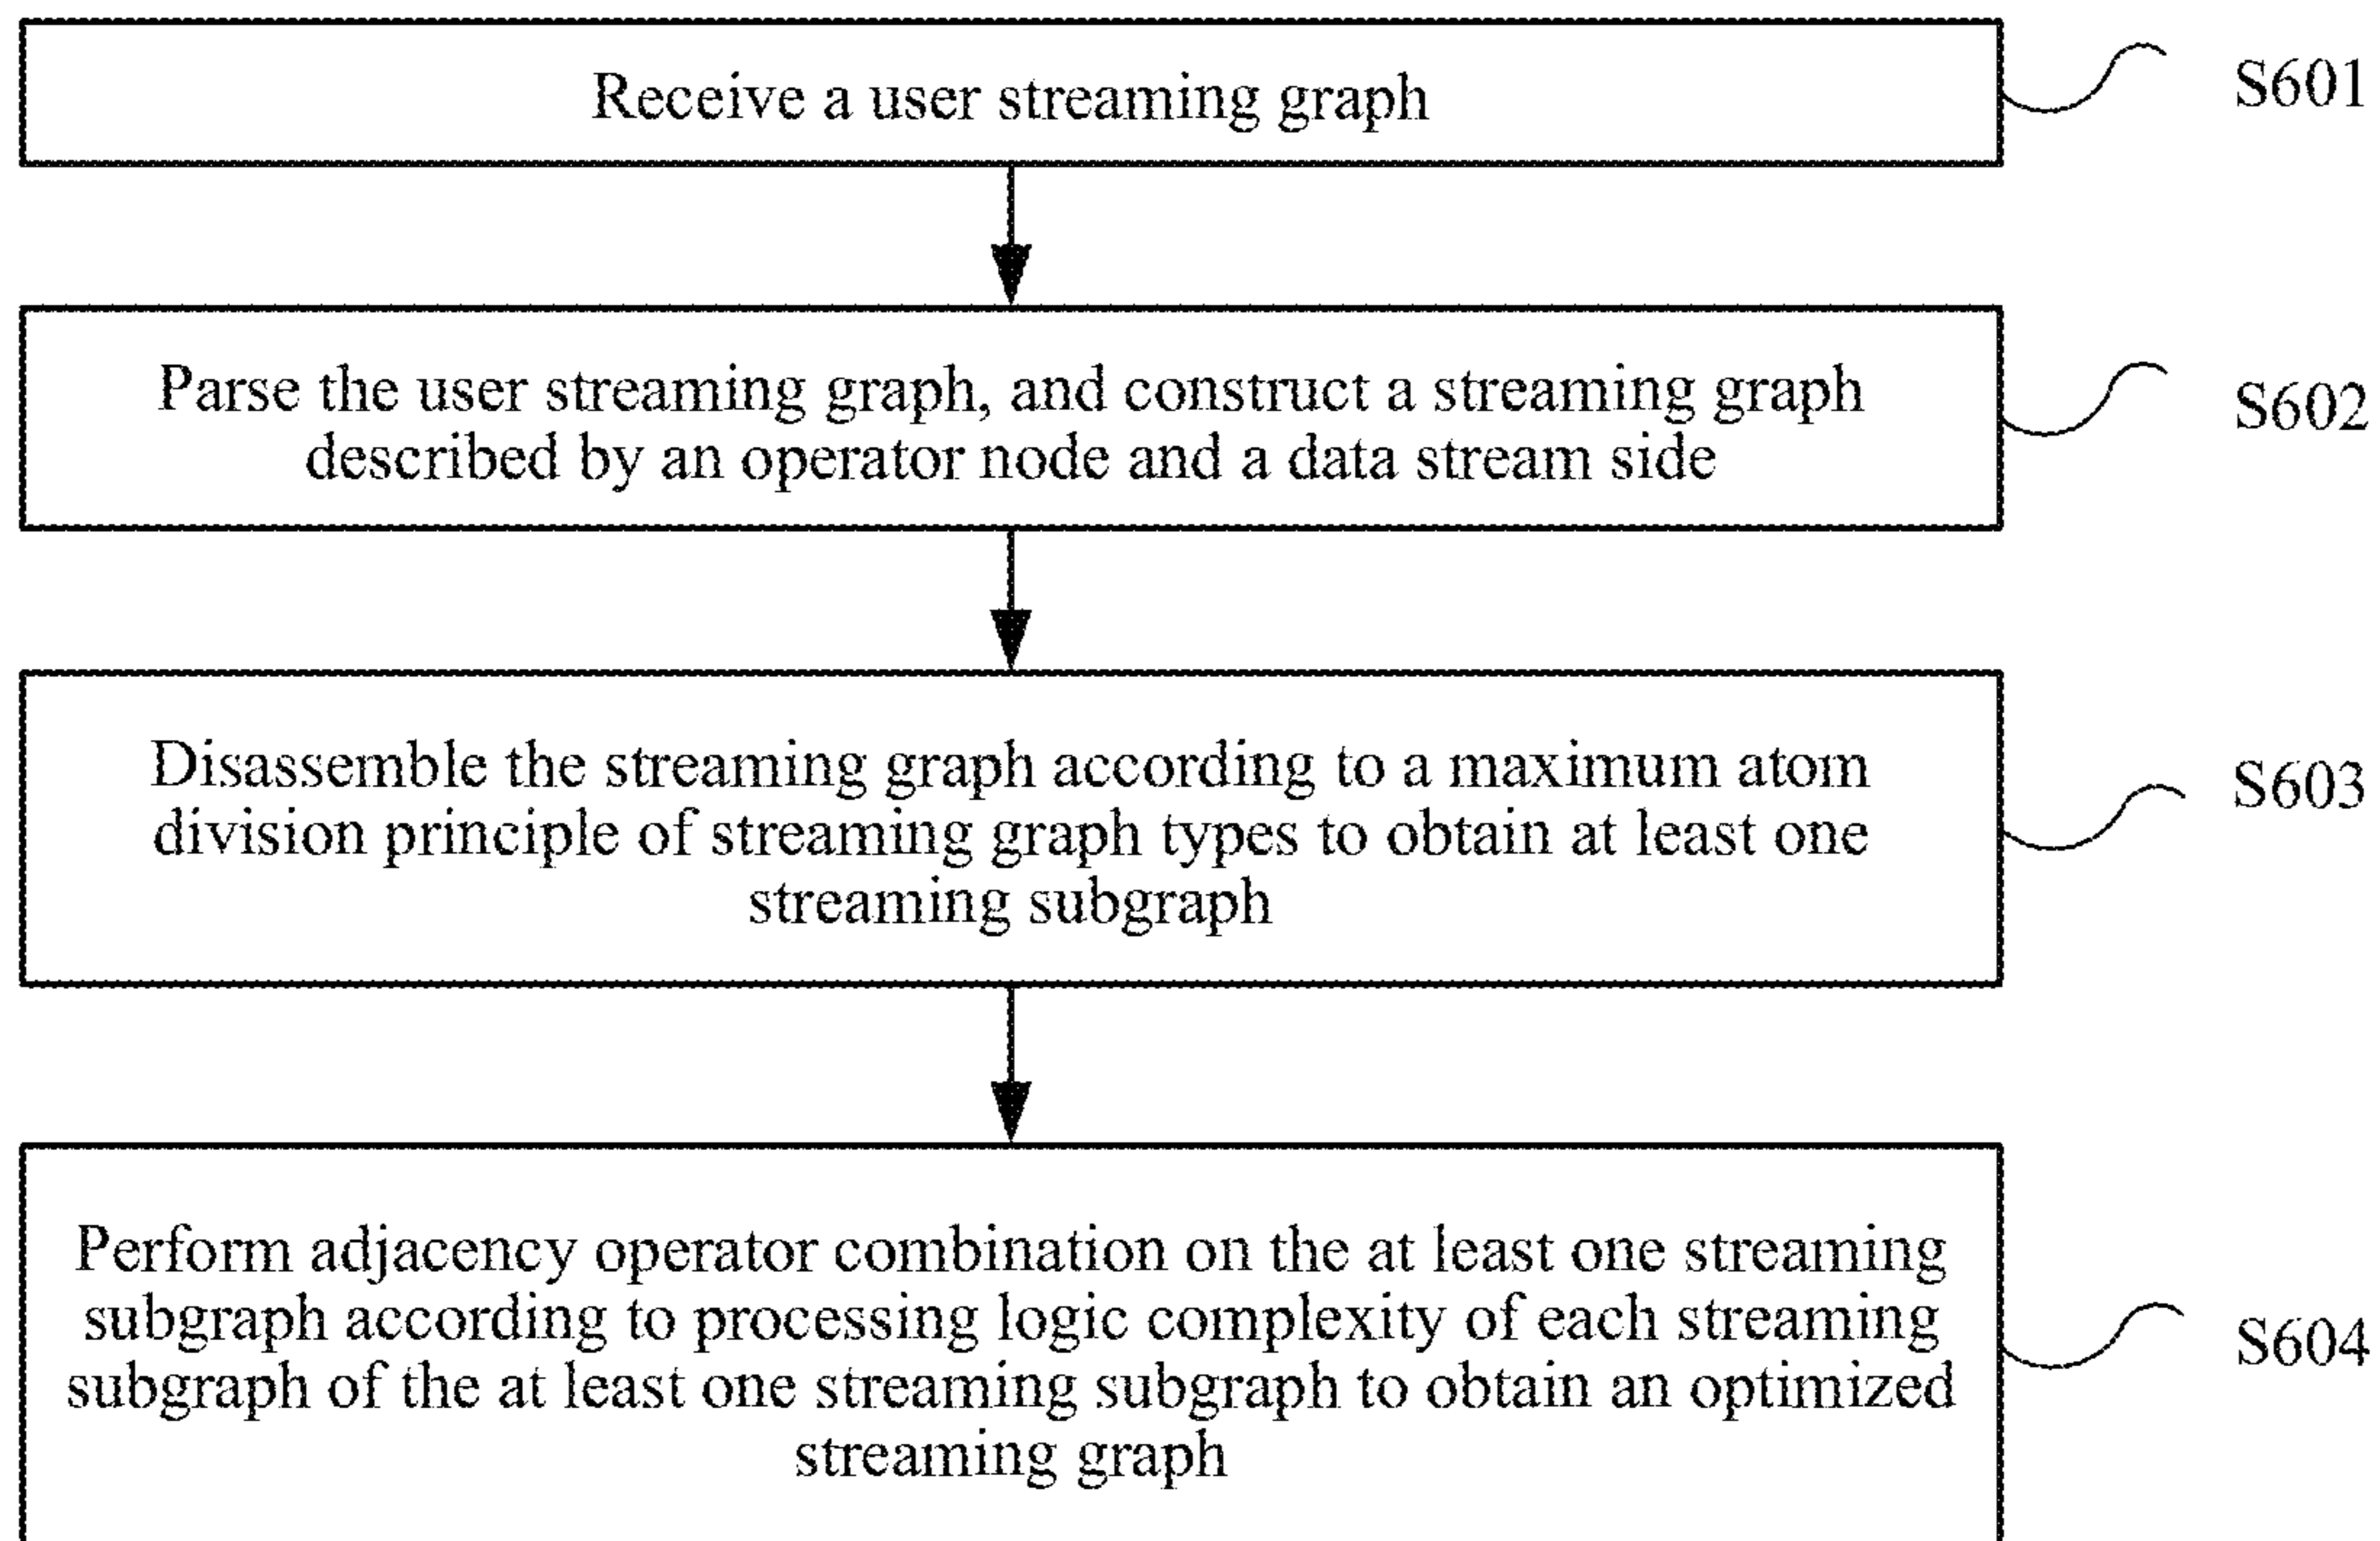 Receive a user streaming graph
S601
Parse the user streaming graph, and construct a streaming graph
described by an operator node and a data stream side
S602
Disassemble the streaming graph according to a maximum atom
division principle of streaming graph types to obtain at least one
streaming subgraph
S603
Perform adjacency operator combination on the at least one streaming
subgraph according to processing logic complexity of each streaming
subgraph of the at least one streaming subgraph to obtain an optimized
streaming graph
S604